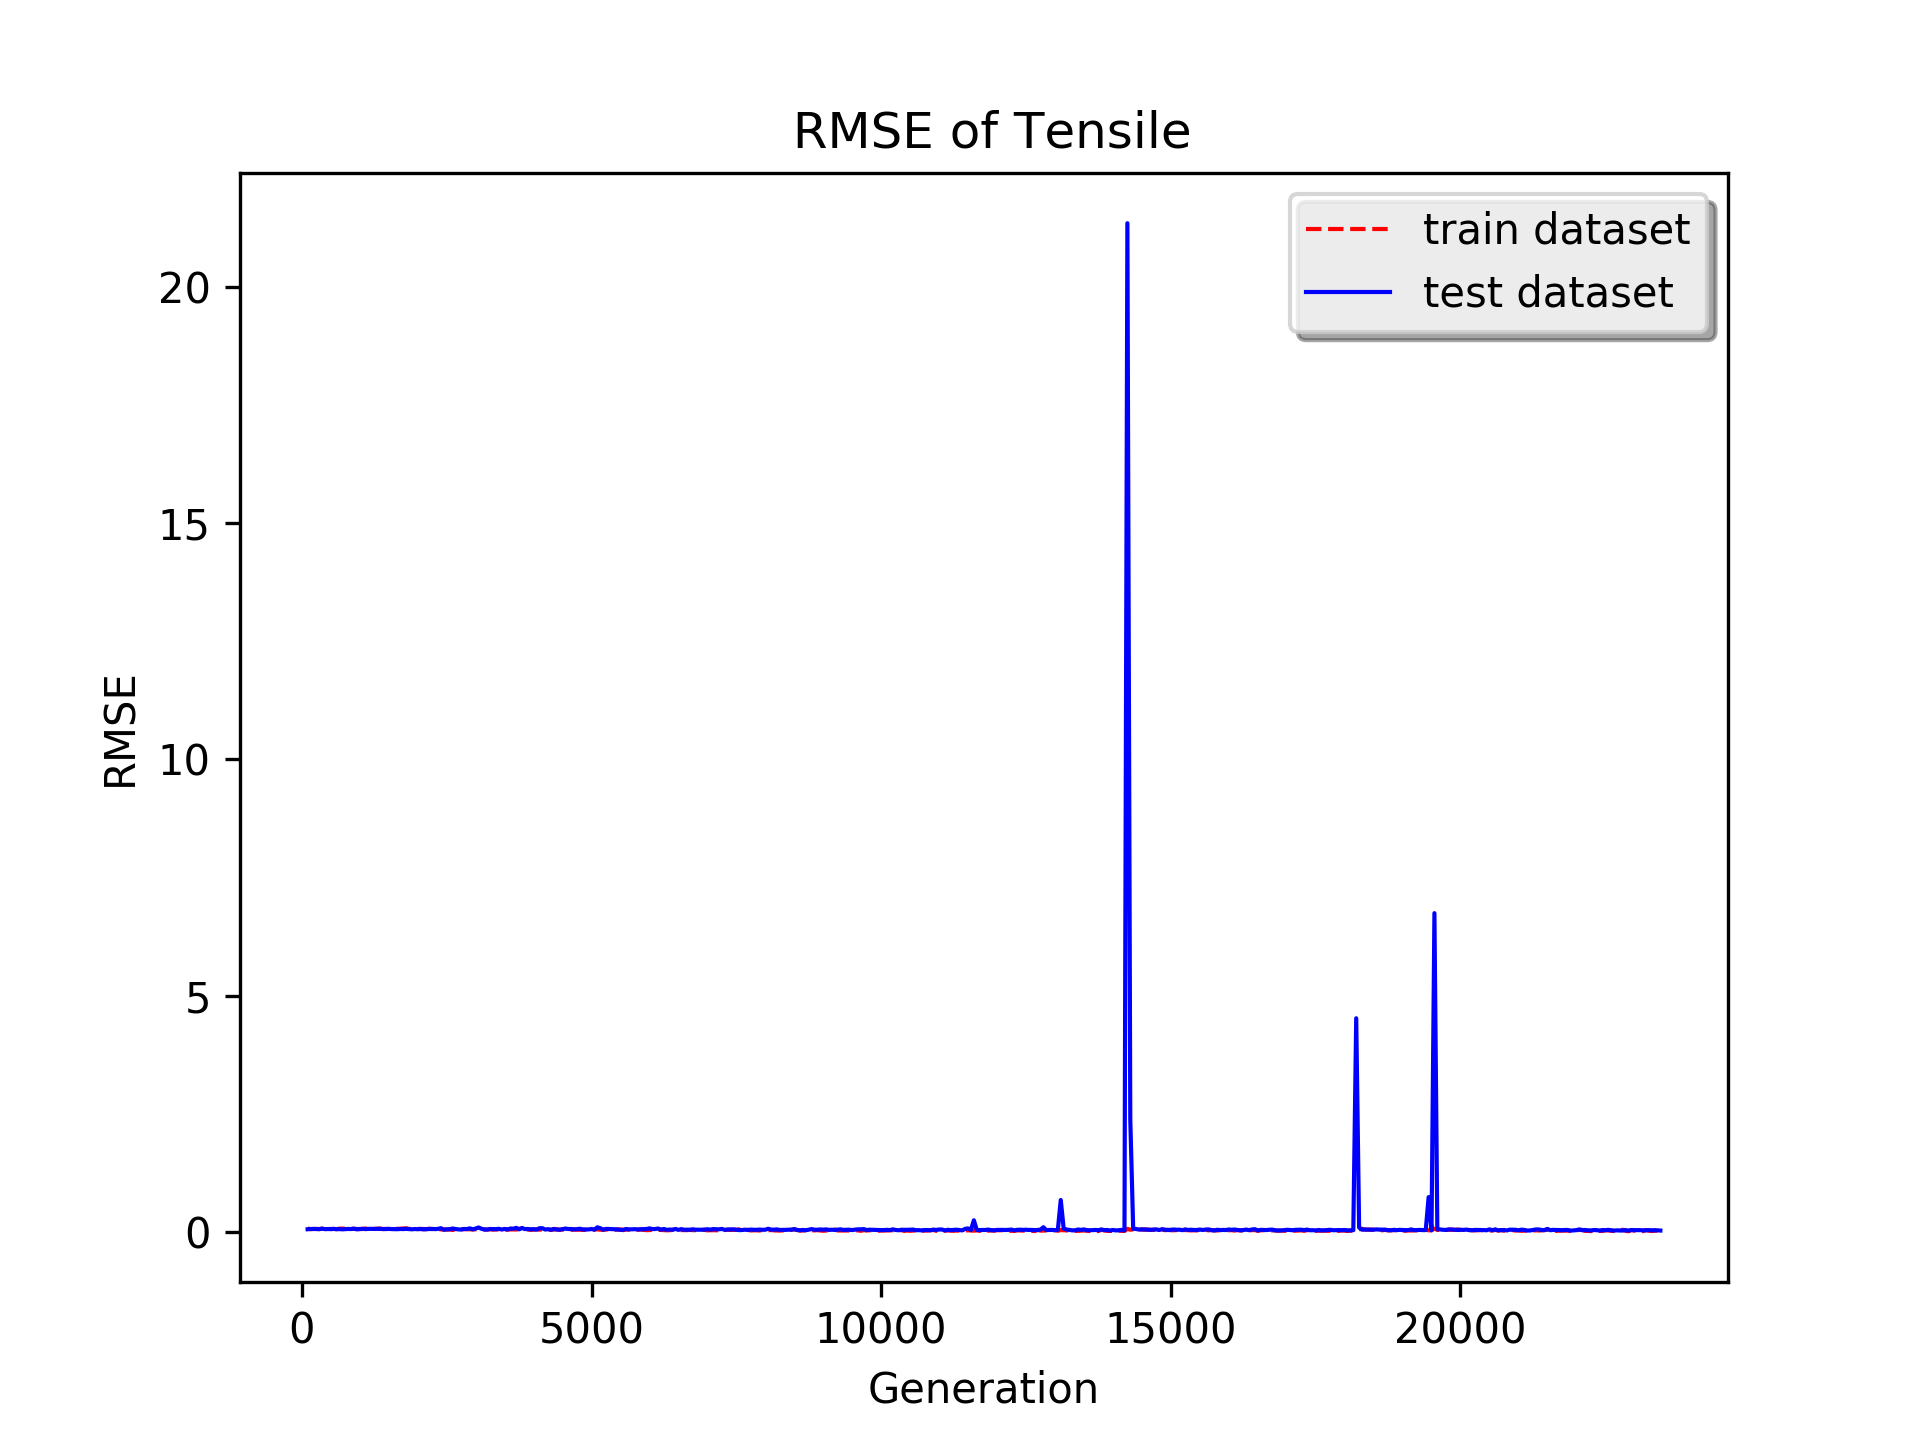 RMSE of Tensile
train dataset
test dataset
20
15
10
5
0
RMSE
0 5000 10000 15000 20000
Generation